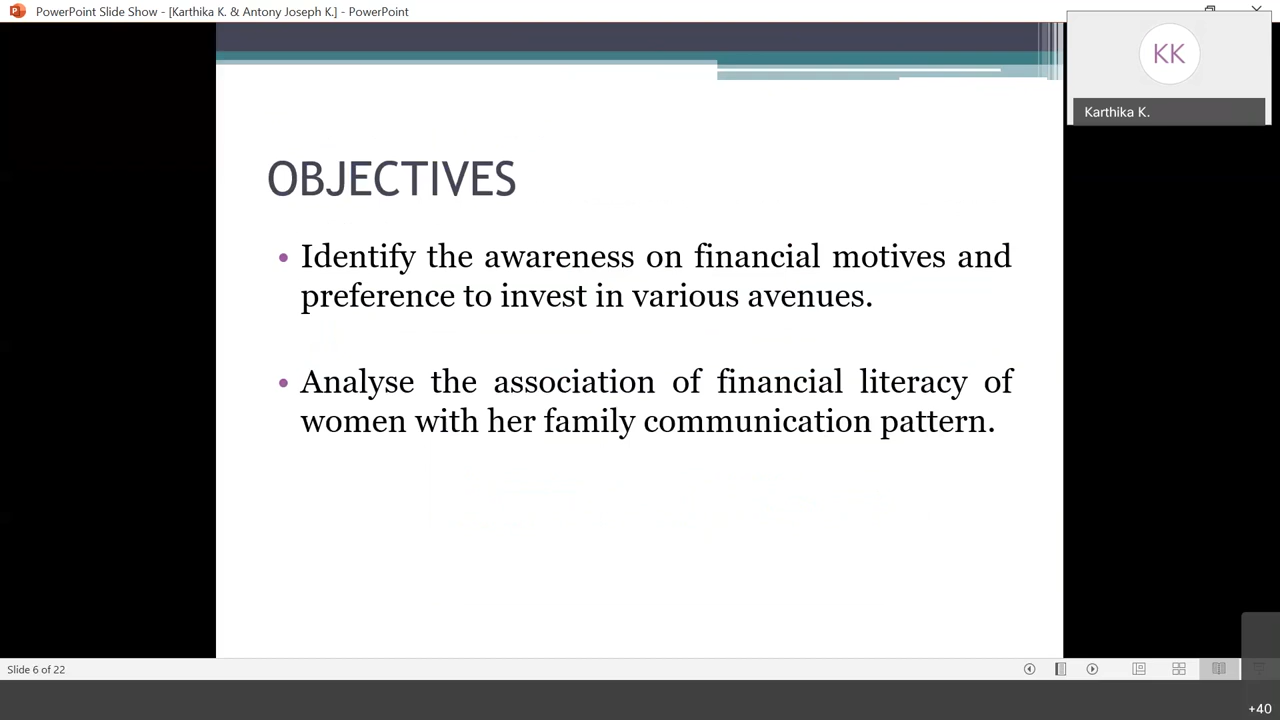 PowerPoint Slide Show - [Karthika K. & Antony Joseph K.] - PowerPoint
KK
Karthika K.
OBJECTIVES
• Identify the awareness on financial motives and
preference to invest in various avenues.
• Analyse the association of financial literacy of
women with her family communication pattern.
Slide 6 of 22
+40